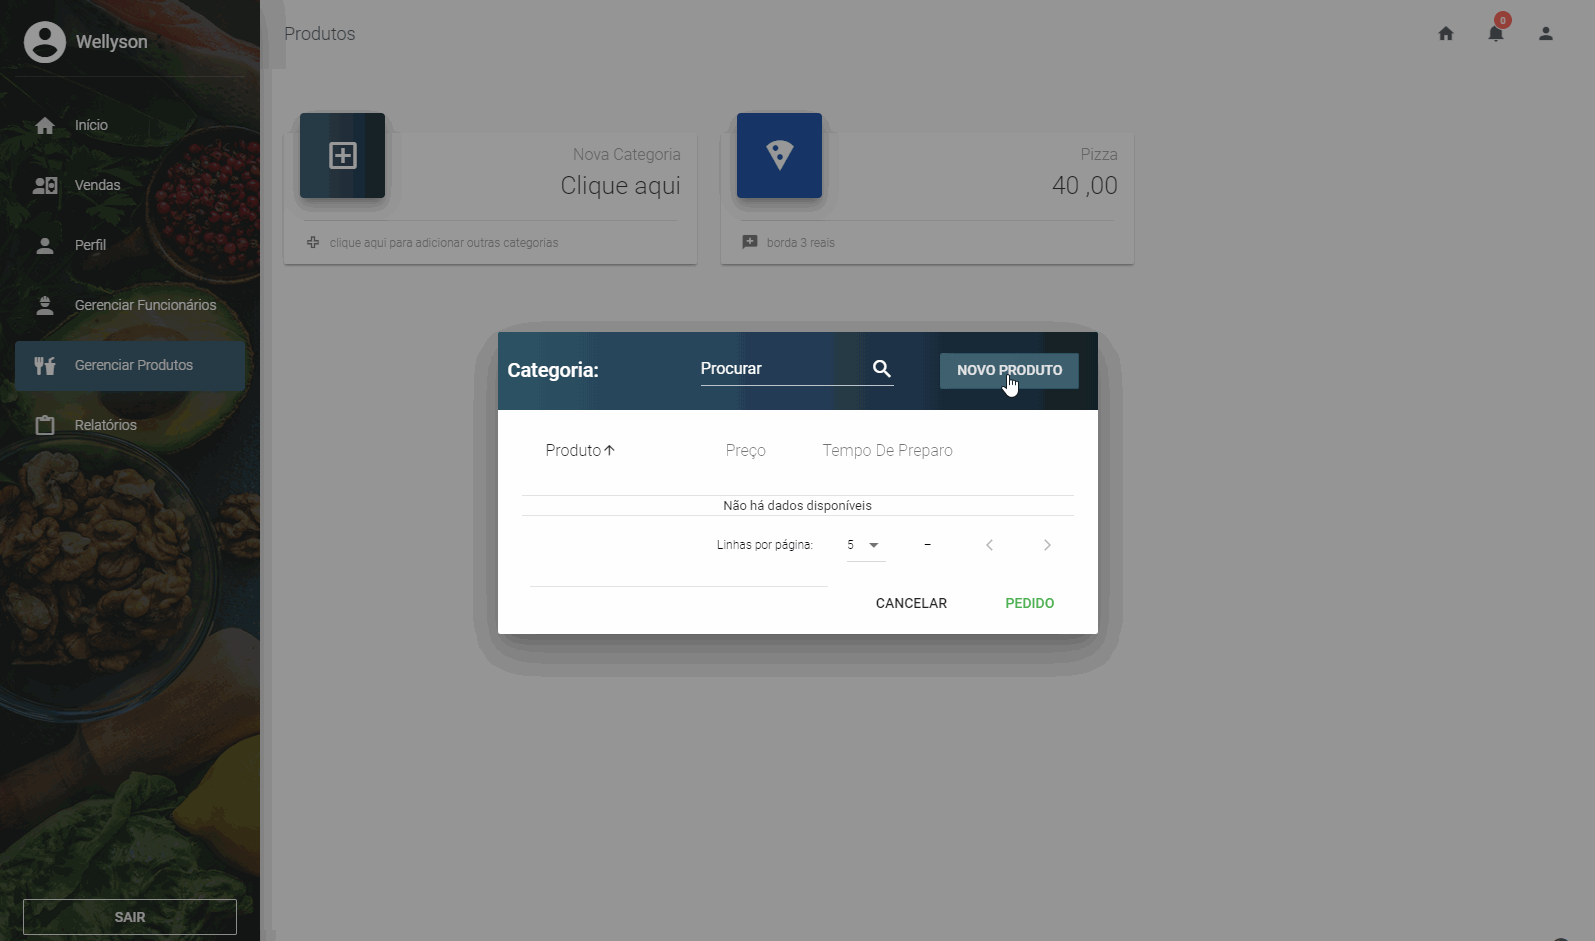 Wellyson
Início
Vendas
Perfil
Gerenciar Funcionários
Gerenciar Produtos
Relatórios
SAIR
Produtos
0
Nova Categoria
Clique aqui
clique aqui para adicionar outras categorias
Pizza
40 ,00
borda 3 reais
Categoria:
Procurar
NOVO PRODUTO
Produto Preço Tempo De Preparo
Não há dados disponíveis
Linhas por página: 5 –
CANCELAR PEDIDO